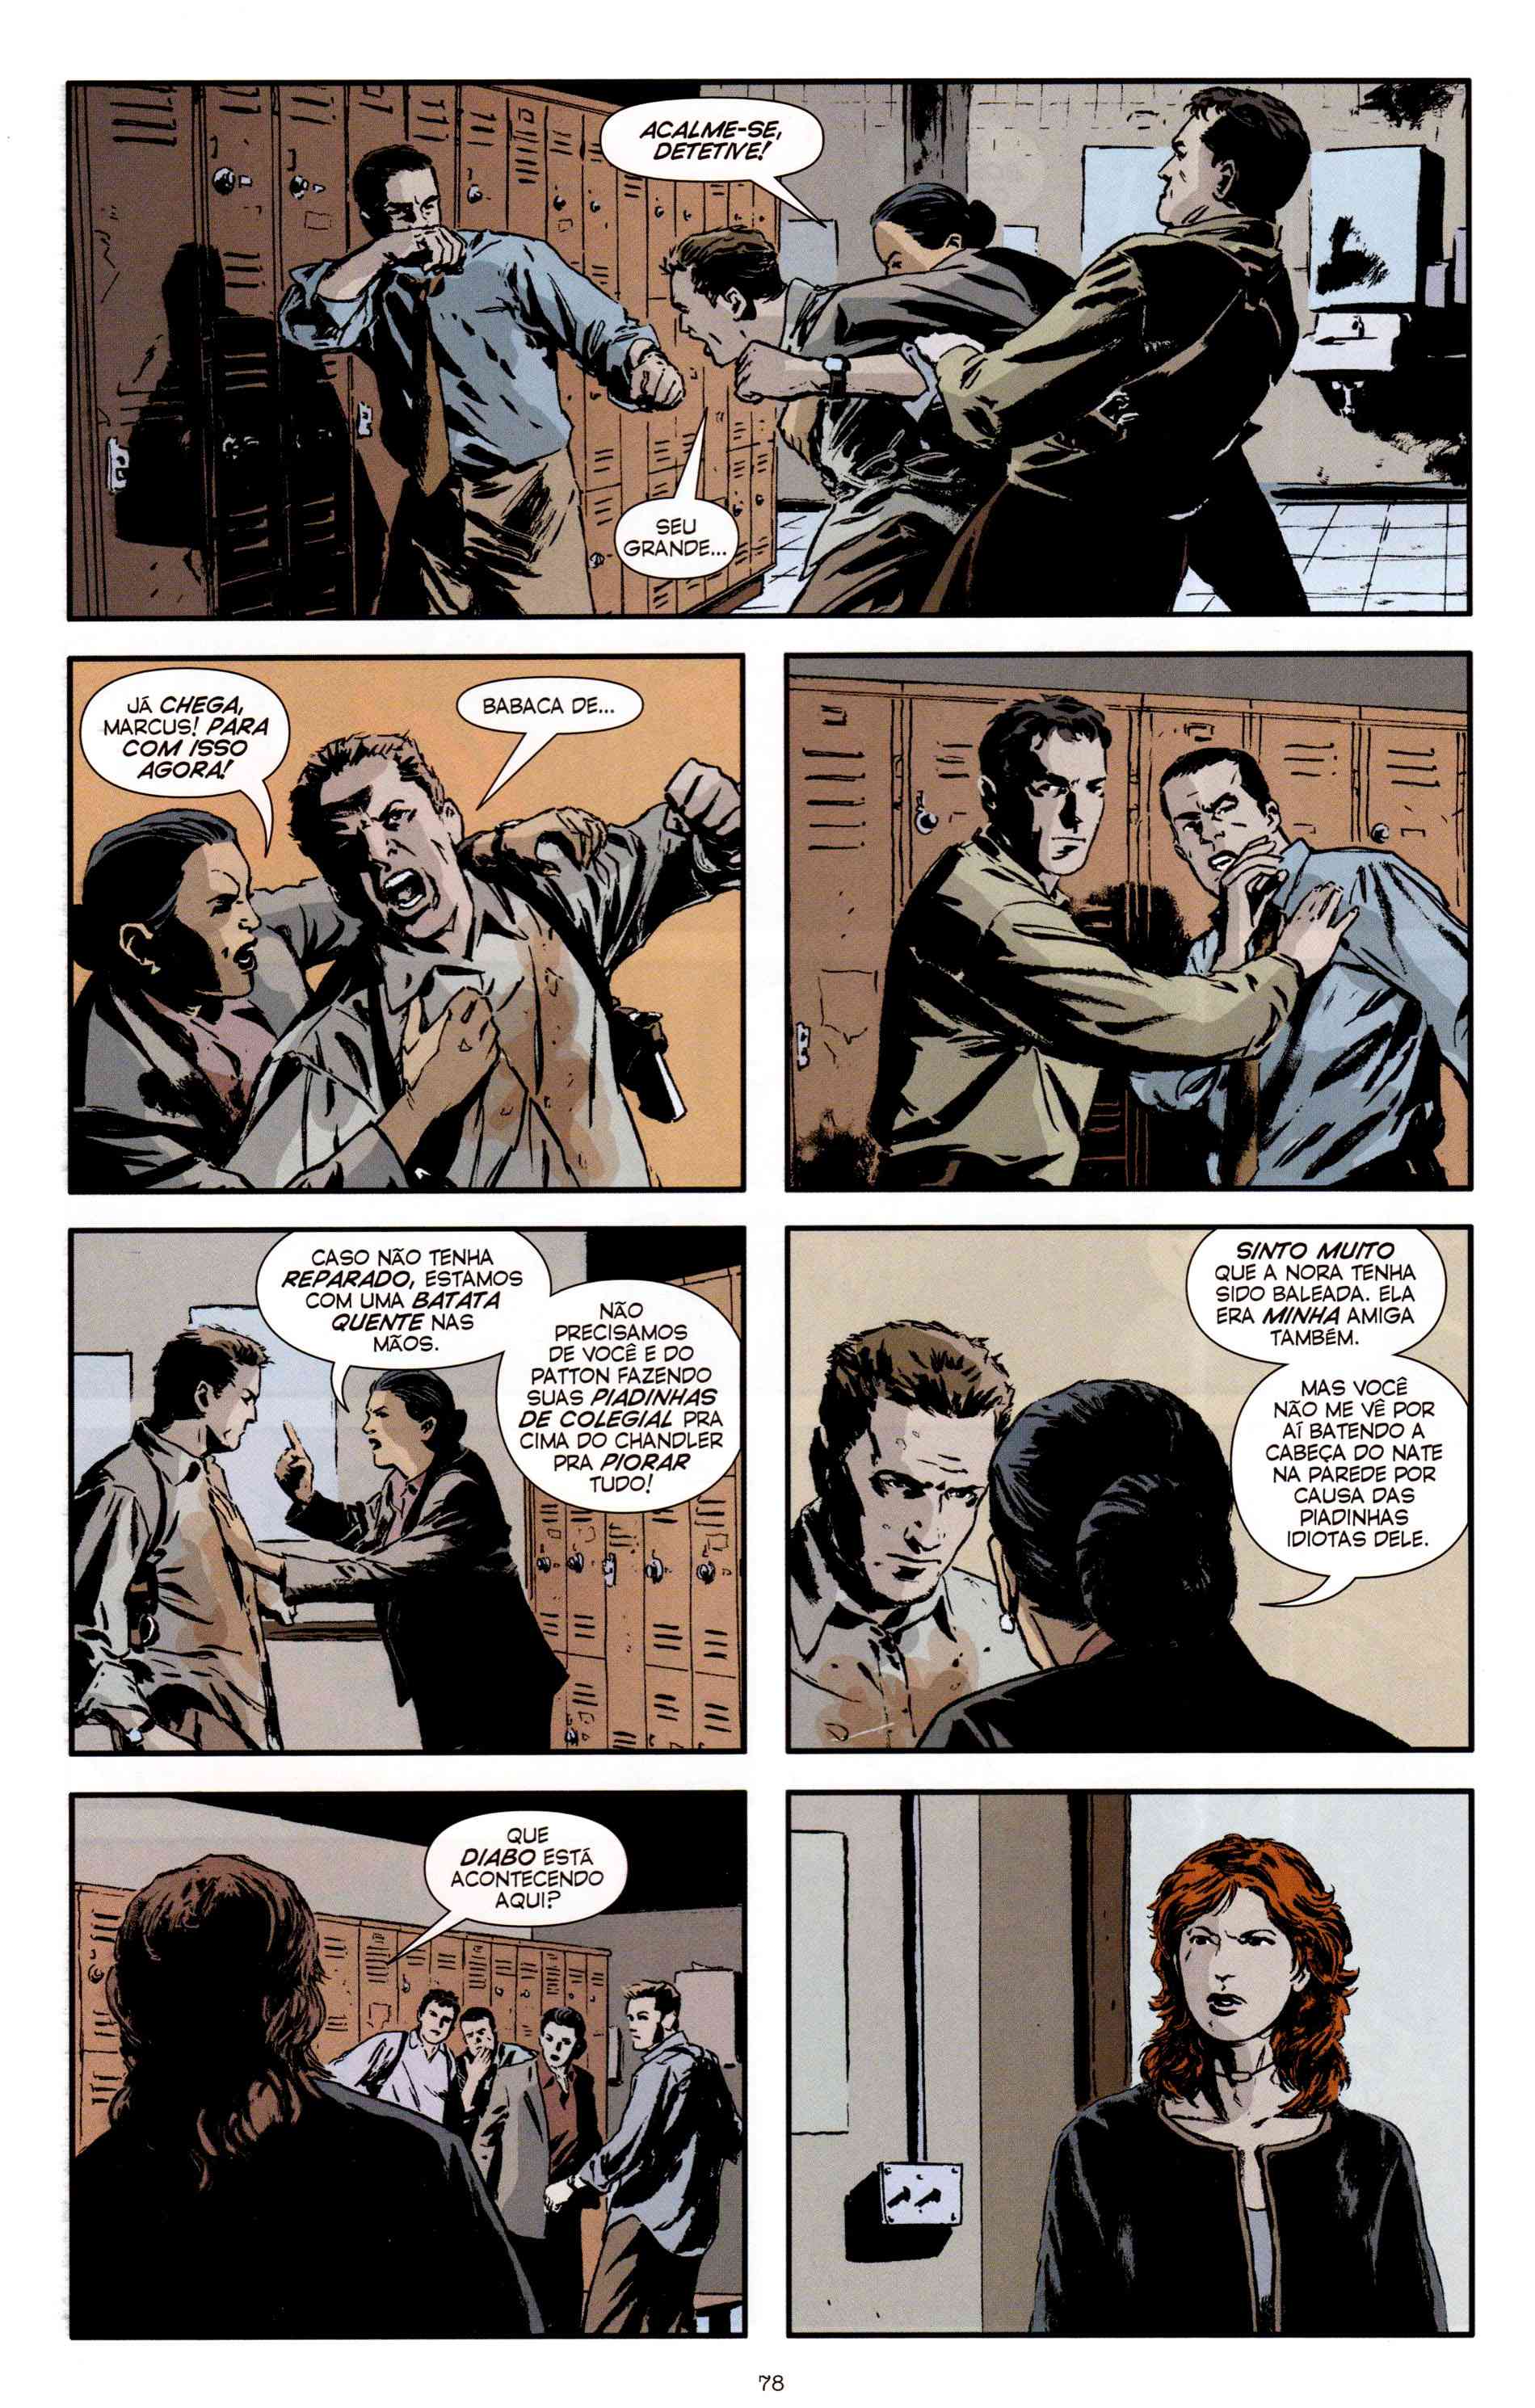 ACALME-SE,
DETETIVE!
SEU
GRANDE...
JÁ CHEGA,
MARCUS! PARA
COM ISSO
AGORA!
BABACA DE...
CASO NÃO TENHA
REPARADO, ESTAMOS
COM UMA BATATA
QUENTE NAS
MÃOS.
NÃO
PRECISAMOS
DE VOCÊ E DO
PATTON FAZENDO
SUAS PIADINHAS
DE COLEGIAL PRA
CIMA DO CHANDLER
PRA PIORAR
TUDO!
SINTO MUITO
QUE A NORA TENHA
SIDO BALEADA. ELA
ERA MINHA AMIGA
TAMBÉM.
MAS VOCÊ
NÃO ME VÊ POR
AÍ BATENDO A
CABEÇA DO NATE
NA PAREDE POR
CAUSA DAS
PIADINHAS
IDIOTAS DELE.
QUE
DIABO ESTÁ
ACONTECENDO
AQUI?
78